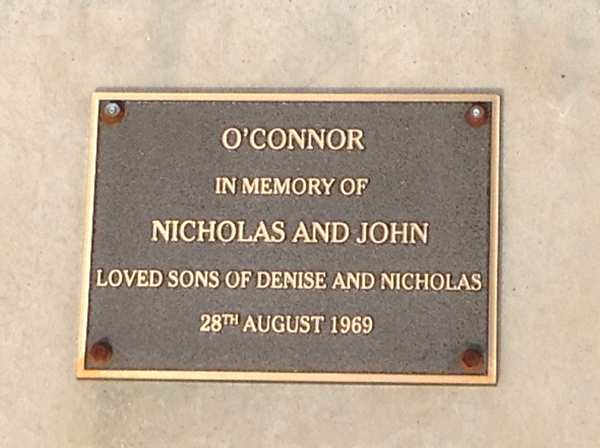 O'CONNOR
IN MEMORY OF
NICHOLAS AND JOHN
LOVED SONS OF DENISE AND NICHOLAS
28TH AUGUST 1969